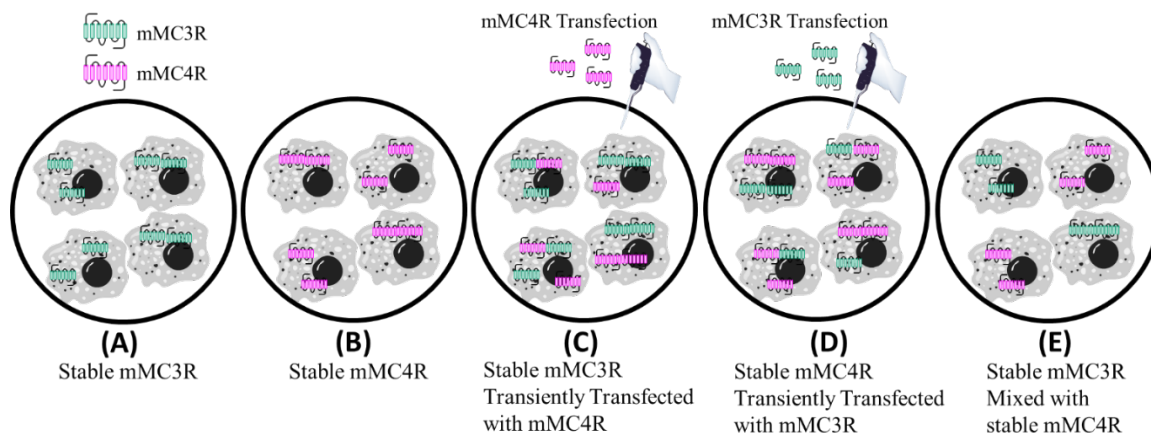 mMC3R
mMC4R
mMC4R Transfection
mMC3R Transfection
(A)
Stable mMC3R
(B)
Stable mMC4R
(C)
Stable mMC3R
Transiently Transfected
with mMC4R
(D)
Stable mMC4R
Transiently Transfected
with mMC3R
(E)
Stable mMC3R
Mixed with
stable mMC4R